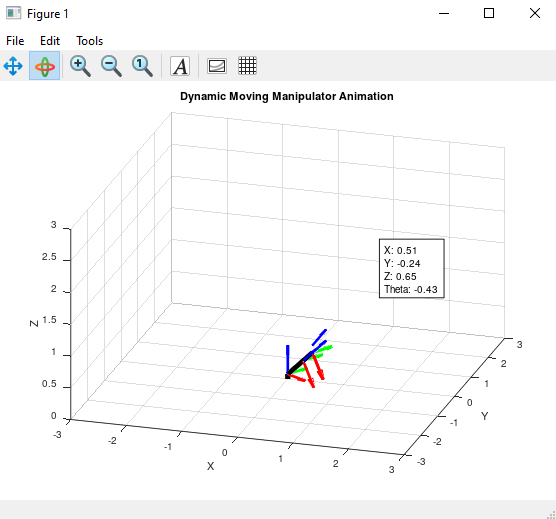 Figure 1
File Edit Tools
1 A
Dynamic Moving Manipulator Animation
X: 0.51
Y: -0.24
Z: 0.65
Theta: -0.43
3
2.5
2
1.5
1
0.5
0
Z
-3
-2
-1
0
1
2
3
X
-3
-2
-1
0
1
2
3
Y